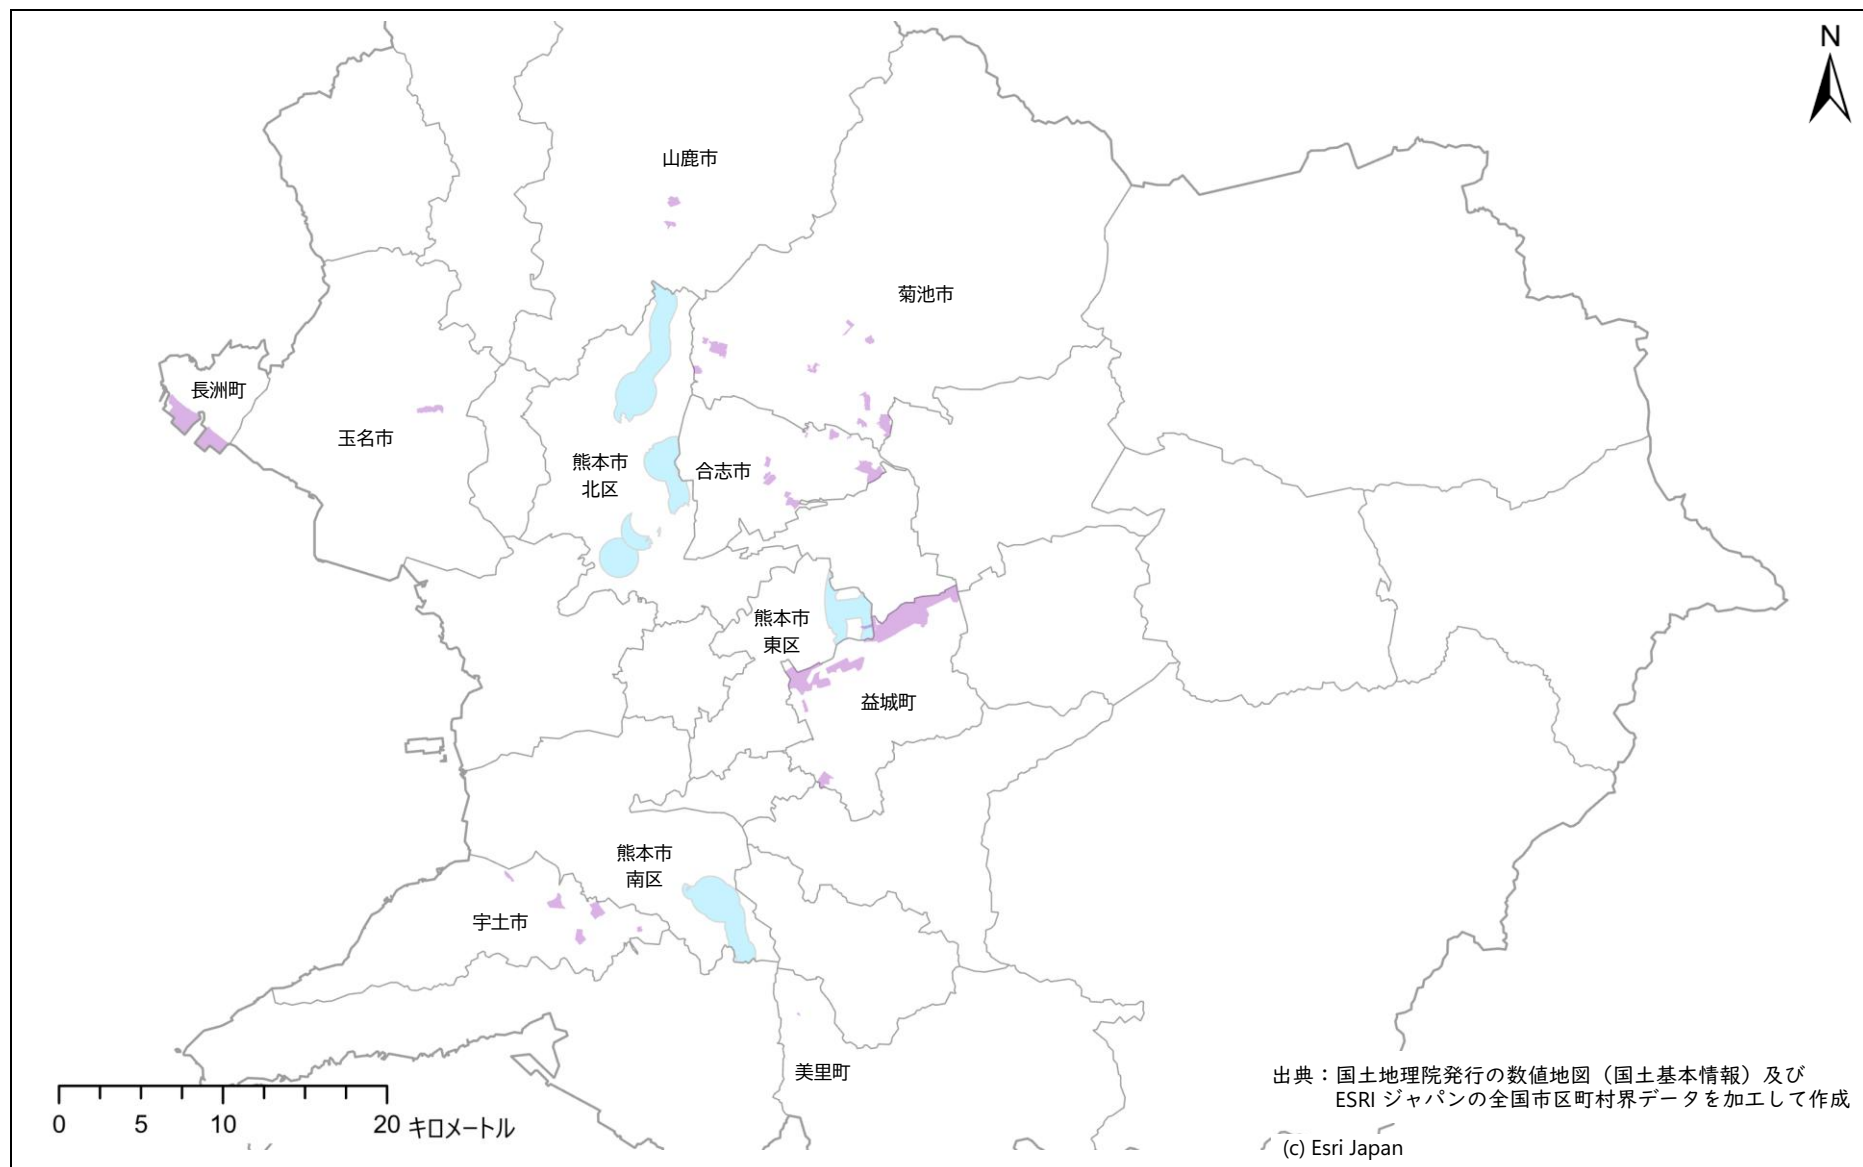 N
山鹿市
菊池市
長洲町
玉名市
熊本市
北区
合志市
熊本市
東区
益城町
熊本市
南区
宇土市
美里町
出典：国土地理院発行の数値地図（国土基本情報）及び
ESRI ジャパンの全国市区町村界データを加工して作成
0 5 10 20 キロメートル
(c) Esri Japan